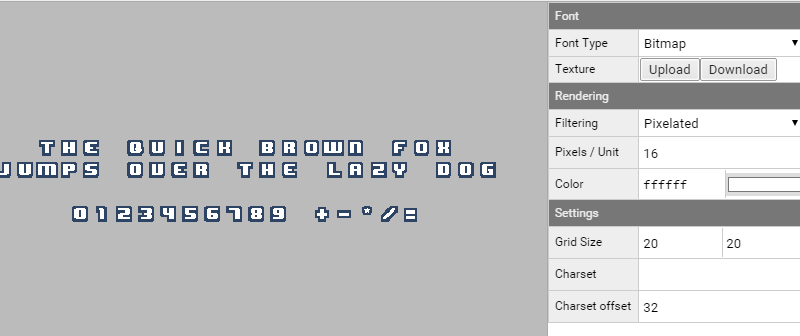 THE QUICK BROWN FOX
JUMPS OVER THE LAZY DOG
0123456789 +-*/=
Font
Font Type Bitmap
Texture Upload Download
Rendering
Filtering Pixelated
Pixels / Unit 16
Color ffffff
Settings
Grid Size 20 20
Charset
Charset offset 32